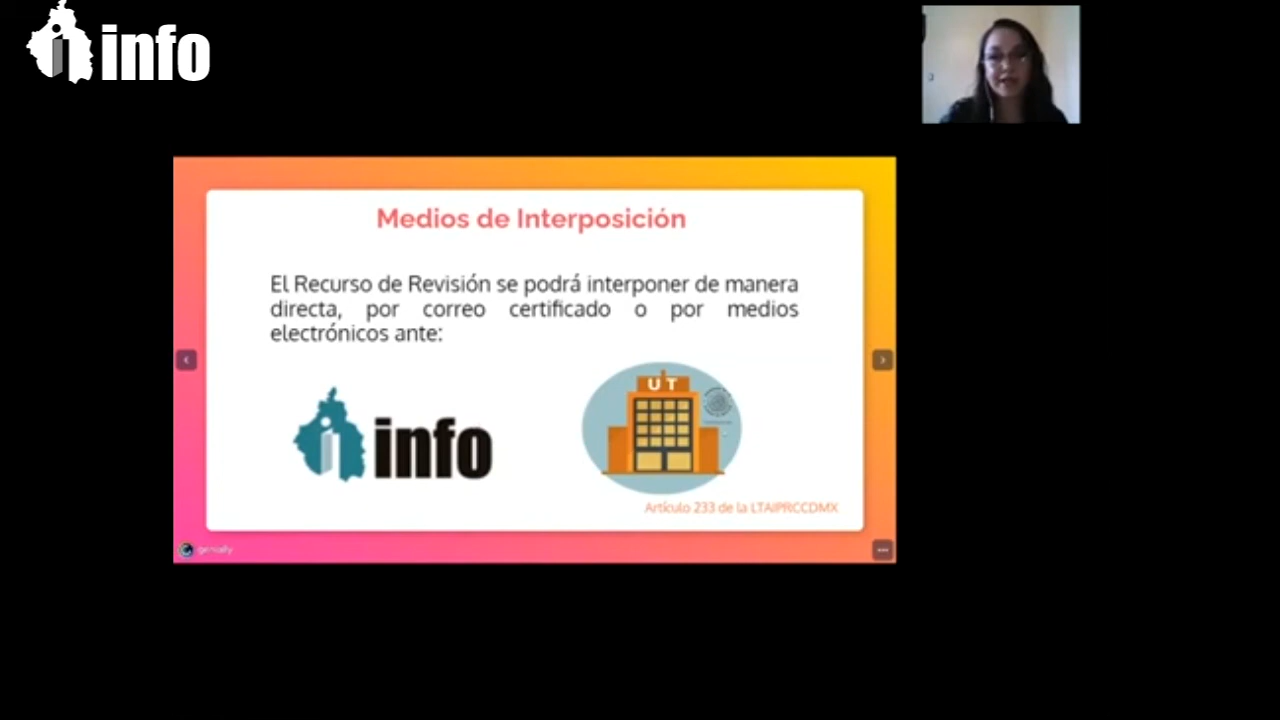 info
Medios de Interposición
El Recurso de Revisión se podrá interponer de manera
directa, por correo certificado o por medios
electrónicos ante:
UT
info
Artículo 233 de la LTAIPRCCDMX
genially